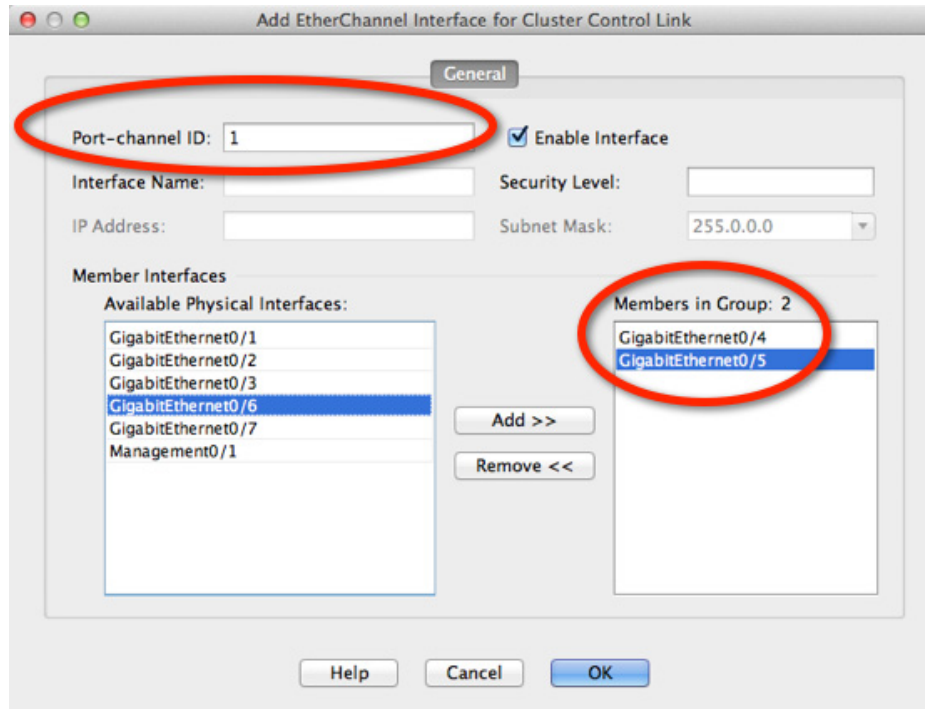 Add EtherChannel Interface for Cluster Control Link
General
Port-channel ID: 1
Enable Interface
Interface Name:
Security Level:
IP Address:
Subnet Mask: 255.0.0.0
Member Interfaces
Available Physical Interfaces:
GigabitEthernet0/1
GigabitEthernet0/2
GigabitEthernet0/3
GigabitEthernet0/6
GigabitEthernet0/7
Management0/1
Add >>
Remove <<
Members in Group: 2
GigabitEthernet0/4
GigabitEthernet0/5
Help
Cancel
OK